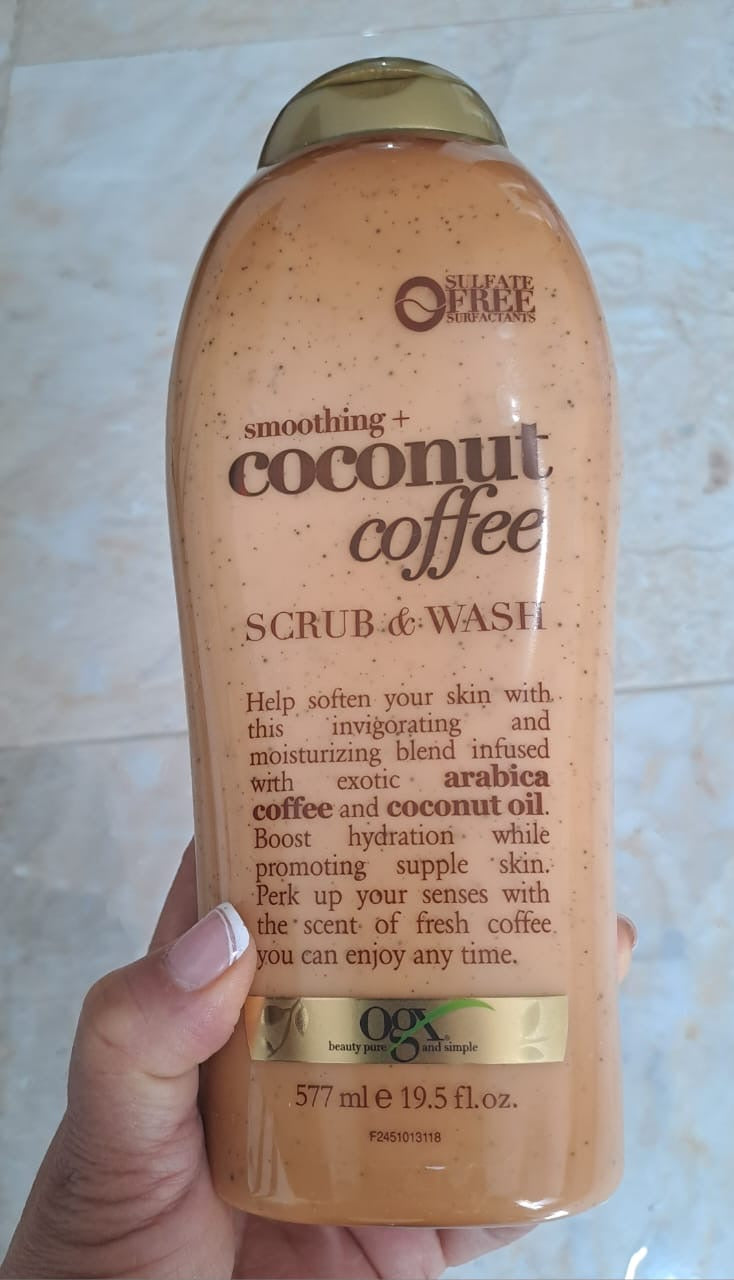 SULFATE
FREE
SURFACTANTS
smoothing +
coconut
coffee
SCRUB & WASH
Help soften your skin with
this invigorating and
moisturizing blend infused
with exotic arabica
coffee and coconut oil.
Boost hydration while
promoting supple skin.
Perk up your senses with
the scent of fresh coffee
you can enjoy any time.
ogx®
beauty pure and simple
577 ml e 19.5 fl.oz.
F2451013118